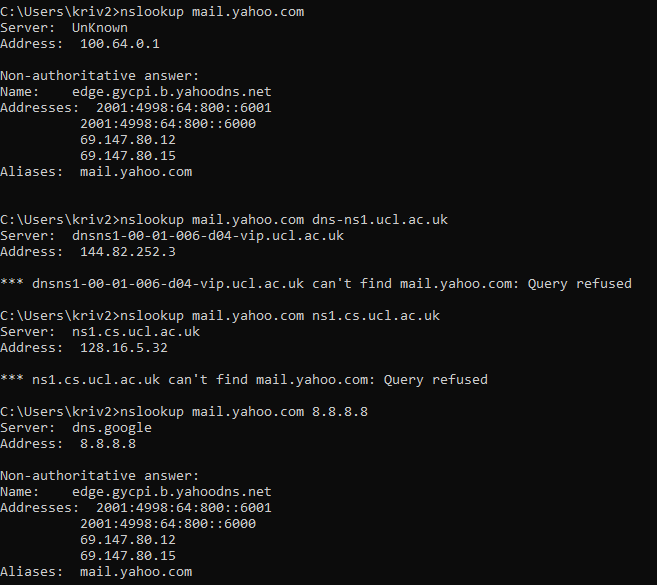 C:\Users\kriv2>nslookup mail.yahoo.com
Server:  UnKnown
Address:  100.64.0.1
Non-authoritative answer:
Name:    edge.gycpi.b.yahoodns.net
Addresses:  2001:4998:64:800::6001
2001:4998:64:800::6000
69.147.80.12
69.147.80.15
Aliases:  mail.yahoo.com
C:\Users\kriv2>nslookup mail.yahoo.com dns-ns1.ucl.ac.uk
Server:  dnsns1-00-01-006-d04-vip.ucl.ac.uk
Address:  144.82.252.3
*** dnsns1-00-01-006-d04-vip.ucl.ac.uk can't find mail.yahoo.com: Query refused
C:\Users\kriv2>nslookup mail.yahoo.com ns1.cs.ucl.ac.uk
Server:  ns1.cs.ucl.ac.uk
Address:  128.16.5.32
*** ns1.cs.ucl.ac.uk can't find mail.yahoo.com: Query refused
C:\Users\kriv2>nslookup mail.yahoo.com 8.8.8.8
Server:  dns.google
Address:  8.8.8.8
Non-authoritative answer:
Name:    edge.gycpi.b.yahoodns.net
Addresses:  2001:4998:64:800::6001
2001:4998:64:800::6000
69.147.80.12
69.147.80.15
Aliases:  mail.yahoo.com